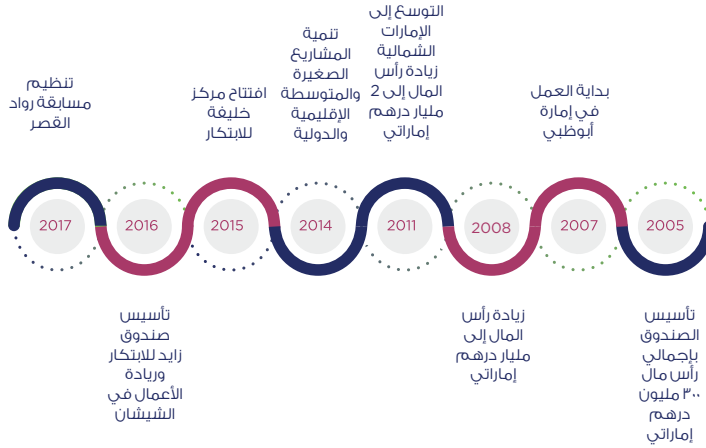 2005
تأسيس
الصندوق
بإجمالي
رأس مال
٣٠٠ مليون
درهم
إماراتي
2007
بداية العمل
في إمارة
أبوظبي
2008
زيادة رأس
المال إلى
مليار درهم
إماراتي
2011
التوسع إلى
الإمارات
الشمالية
زيادة رأس
المال إلى 2
مليار درهم
إماراتي
2014
تنمية
المشاريع
الصغيرة
والمتوسطة
الإقليمية
والدولية
2015
افتتاح مركز
خليفة
للابتكار
2016
تأسيس
صندوق
زايد للابتكار
وريادة
الأعمال في
الشيشان
2017
تنظيم
مسابقة رواد
القصر